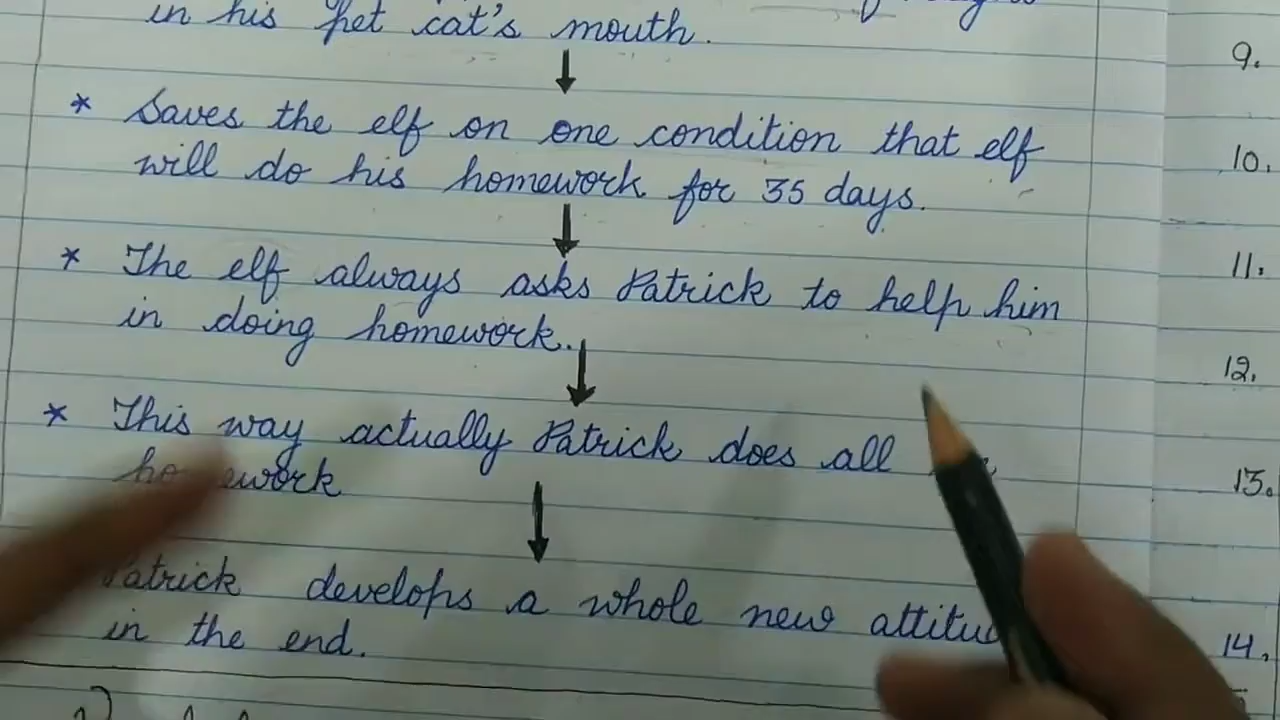 in his pet cat's mouth.
* Saves the elf on one condition that elf
will do his homework for 35 days.
* The elf always asks Patrick to help him
in doing homework.
* This way actually Patrick does all
homework
Patrick develops a whole new
in the end.
9.
10.
11.
12.
13.
14.